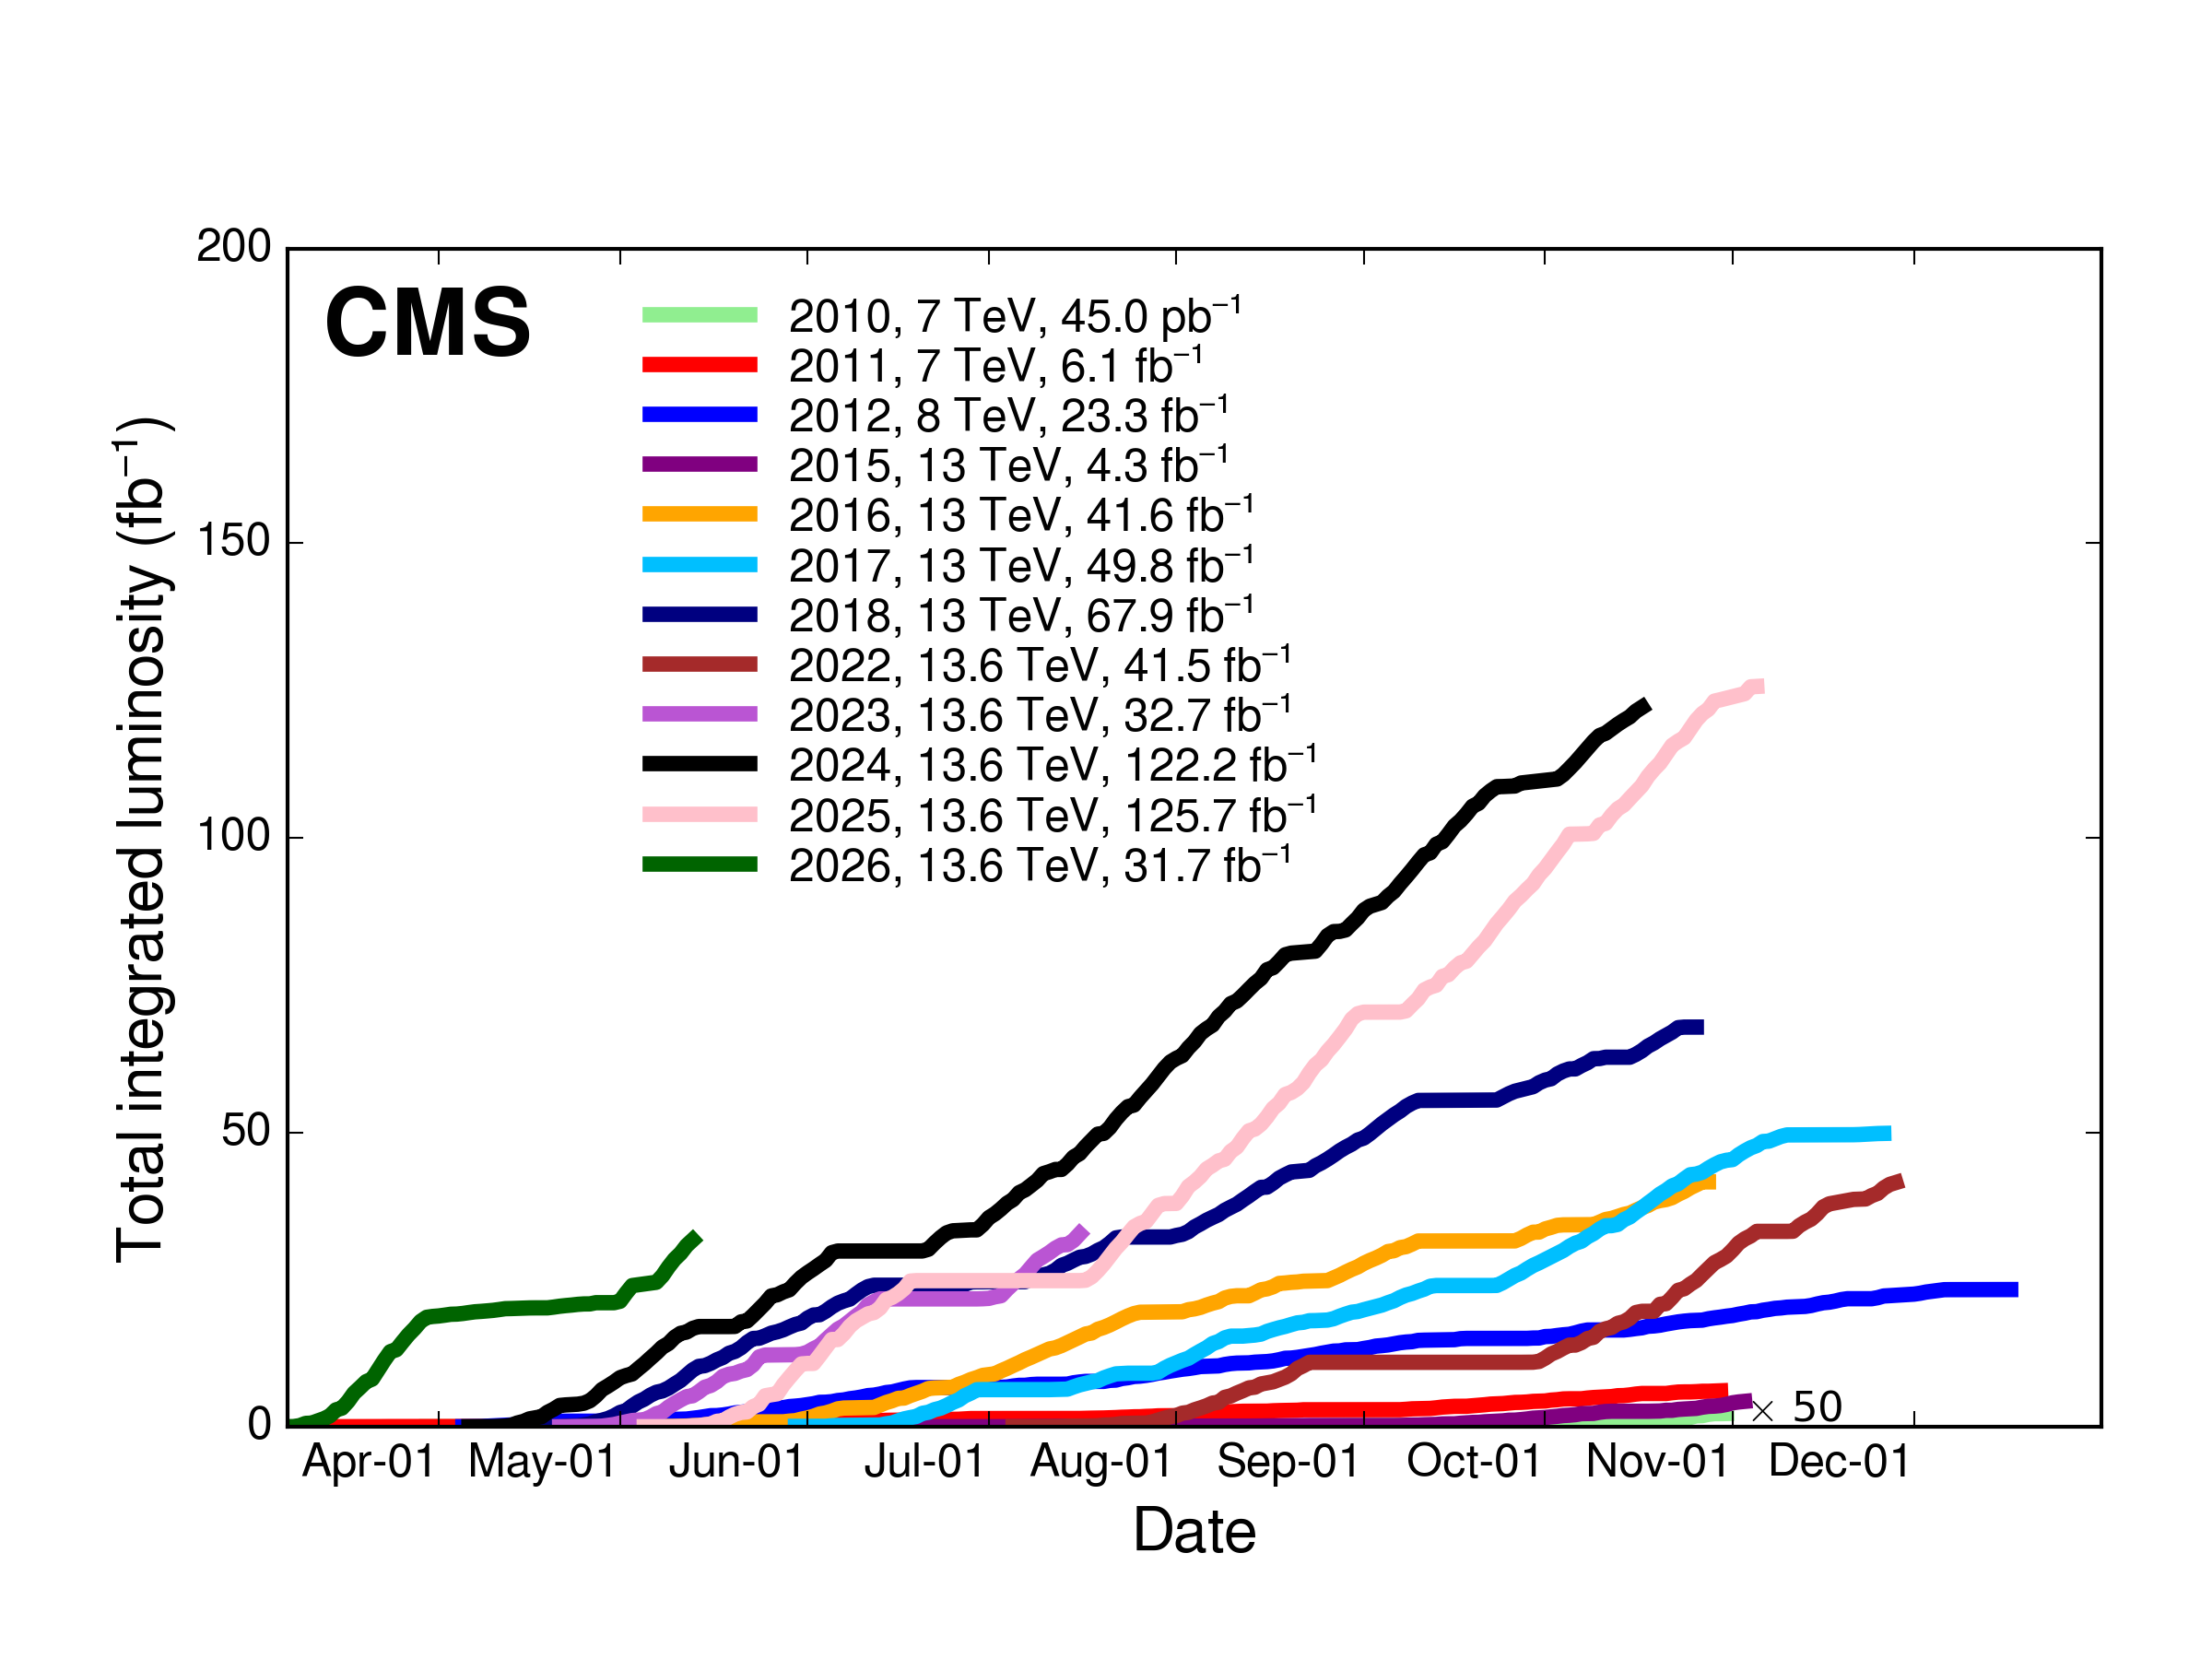 CMS
2010, 7 TeV, 45.0 pb⁻¹
2011, 7 TeV, 6.1 fb⁻¹
2012, 8 TeV, 23.3 fb⁻¹
2015, 13 TeV, 4.3 fb⁻¹
2016, 13 TeV, 41.6 fb⁻¹
2017, 13 TeV, 49.8 fb⁻¹
2018, 13 TeV, 67.9 fb⁻¹
2022, 13.6 TeV, 41.5 fb⁻¹
2023, 13.6 TeV, 32.7 fb⁻¹
2024, 13.6 TeV, 122.2 fb⁻¹
2025, 13.6 TeV, 125.7 fb⁻¹
2026, 13.6 TeV, 31.7 fb⁻¹
Total integrated luminosity (fb⁻¹)
200
150
100
50
0
× 50
Apr-01 May-01 Jun-01 Jul-01 Aug-01 Sep-01 Oct-01 Nov-01 Dec-01
Date